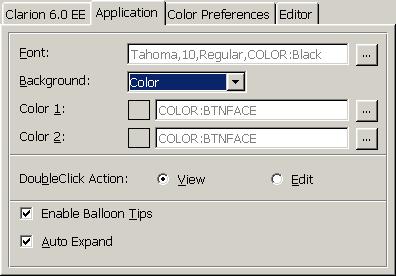 Clarion 6.0 EE Application Color Preferences Editor
Font: Tahoma,10,Regular,COLOR:Black ...
Background: Color
Color 1: COLOR:BTNFACE ...
Color 2: COLOR:BTNFACE ...
DoubleClick Action: View Edit
Enable Balloon Tips
Auto Expand